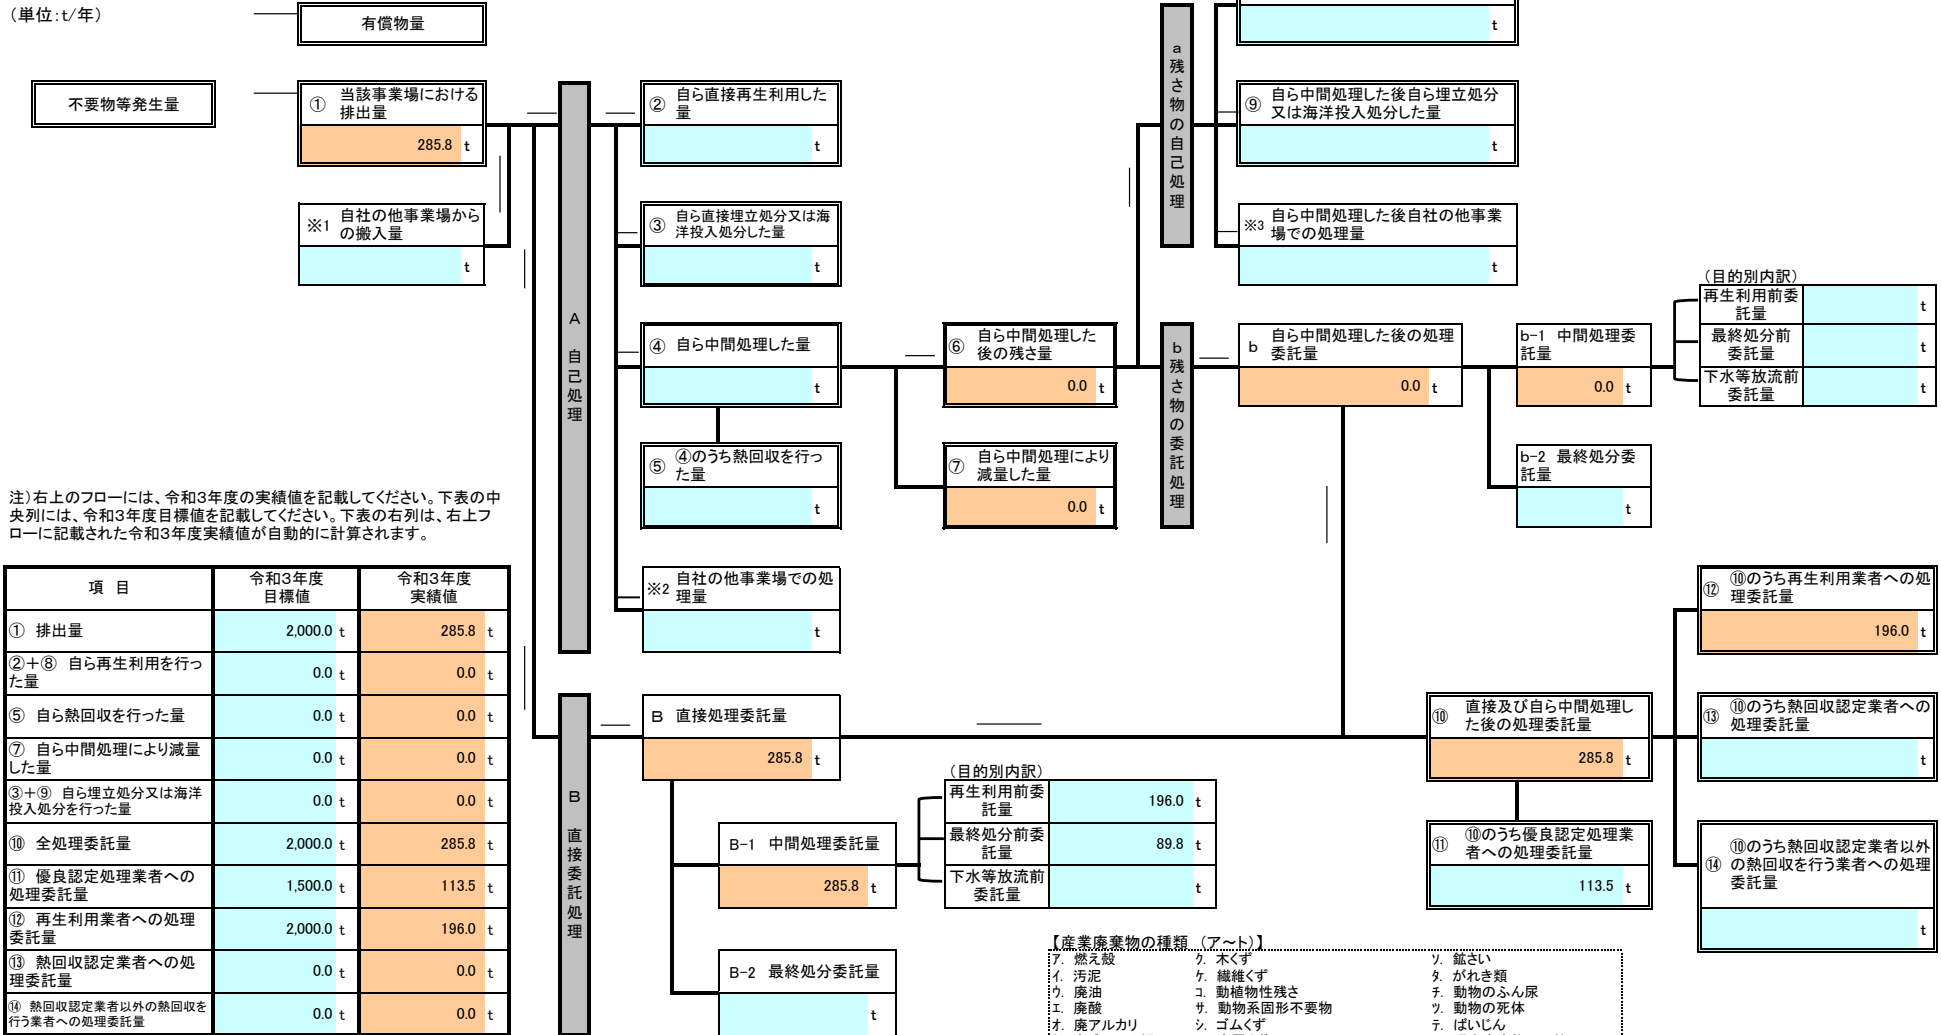 (単位:t/年)
有償物量
t
不要物等発生量
① 当該事業場における
排出量
285.8 t
② 自ら直接再生利用した
量
t
a 残さ物の自己処理
⑨ 自ら中間処理した後自ら埋立処分
又は海洋投入処分した量
t
※1 自社の他事業場から
の搬入量
t
③ 自ら直接埋立処分又は海
洋投入処分した量
t
※3 自ら中間処理した後自社の他事業
場での処理量
t
A 自己処理
④ 自ら中間処理した量
t
⑥ 自ら中間処理した
後の残さ量
0.0 t
b 残さ物の委託処理
b 自ら中間処理した後の処理
委託量
0.0 t
b-1 中間処理委
託量
0.0 t
(目的別内訳)
再生利用前委
託量
t
最終処分前
委託量
t
下水等放流前
委託量
t
⑤ ④のうち熱回収を行っ
た量
t
⑦ 自ら中間処理により
減量した量
0.0 t
b-2 最終処分委
託量
t
注)右上のフローには、令和3年度の実績値を記載してください。下表の中
央列には、令和3年度目標値を記載してください。下表の右列は、右上フ
ローに記載された令和3年度実績値が自動的に計算されます。
※2 自社の他事業場での処
理量
t
項 目
令和3年度
目標値
令和3年度
実績値
① 排出量 2,000.0 t 285.8 t
②+⑧ 自ら再生利用を行っ
た量 0.0 t 0.0 t
⑤ 自ら熱回収を行った量 0.0 t 0.0 t
⑦ 自ら中間処理により減量
した量 0.0 t 0.0 t
③+⑨ 自ら埋立処分又は海洋
投入処分を行った量 0.0 t 0.0 t
⑩ 全処理委託量 2,000.0 t 285.8 t
⑪ 優良認定処理業者への
処理委託量 1,500.0 t 113.5 t
⑫ 再生利用業者への処理
委託量 2,000.0 t 196.0 t
⑬ 熱回収認定業者への処
理委託量 0.0 t 0.0 t
⑭ 熱回収認定業者以外の熱回収を
行う業者への処理委託量 0.0 t 0.0 t
B 直接委託処理
B 直接処理委託量
285.8 t
B-1 中間処理委託量
285.8 t
(目的別内訳)
再生利用前委
託量
196.0 t
最終処分前委
託量
89.8 t
下水等放流前
委託量
t
B-2 最終処分委託量
t
⑩ 直接及び自ら中間処理し
た後の処理委託量
285.8 t
⑪ ⑩のうち優良認定処理業
者への処理委託量
113.5 t
⑫ ⑩のうち再生利用業者への処
理委託量
196.0 t
⑬ ⑩のうち熱回収認定業者への
処理委託量
t
⑭ ⑩のうち熱回収認定業者以外
の熱回収を行う業者への処理
委託量
t
【産業廃棄物の種類 (ア~ト)】
ア. 燃え殻 ク. 木くず ソ. 鉱さい
イ. 汚泥 ケ. 繊維くず タ. がれき類
ウ. 廃油 コ. 動植物性残さ チ. 動物のふん尿
エ. 廃酸 サ. 動物系固形不要物 ツ. 動物の死体
オ. 廃アルカリ シ. ゴムくず テ. ばいじん